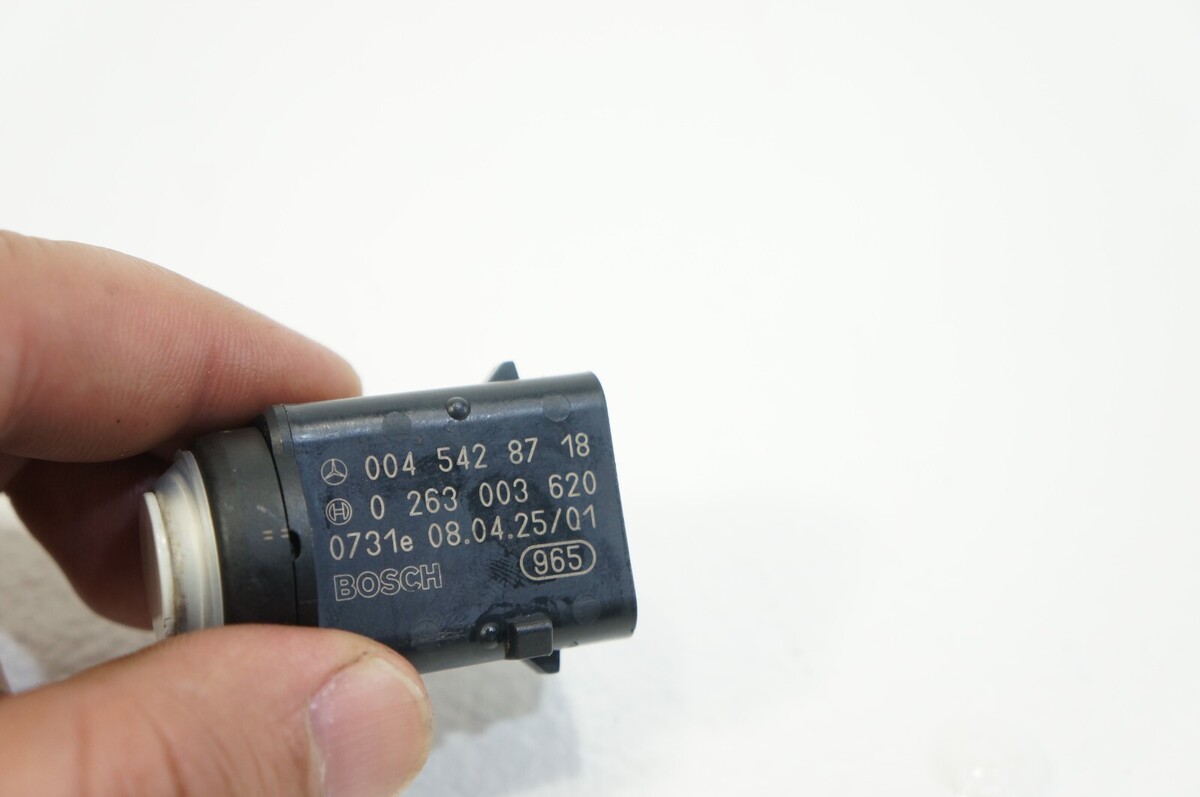 004 542 87 18
0 263 003 620
0731e 08.04.25/01
BOSCH 965